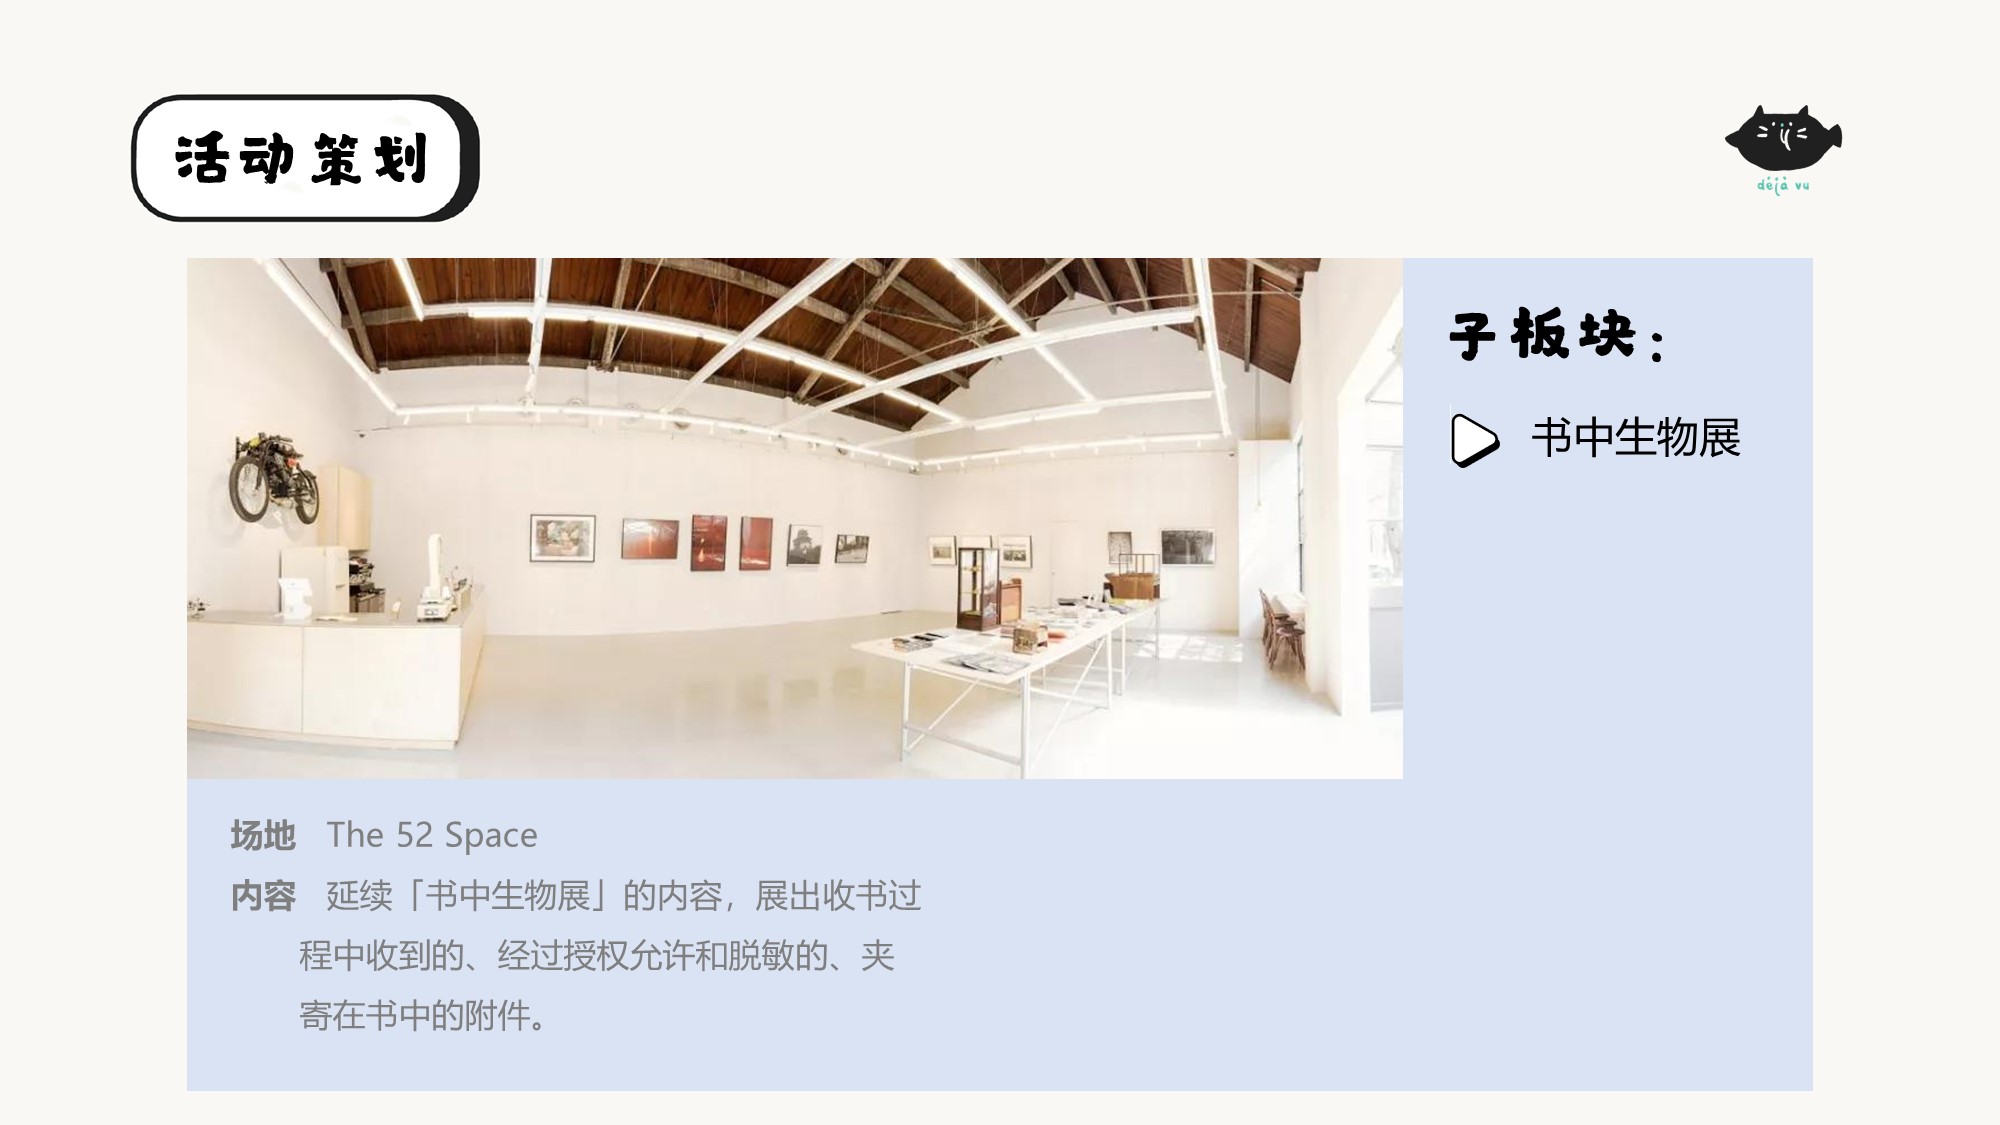 活动策划
déjà vu
子板块：
书中生物展
场地 The 52 Space
内容 延续「书中生物展」的内容，展出收书过
程中收到的、经过授权允许和脱敏的、夹
寄在书中的附件。